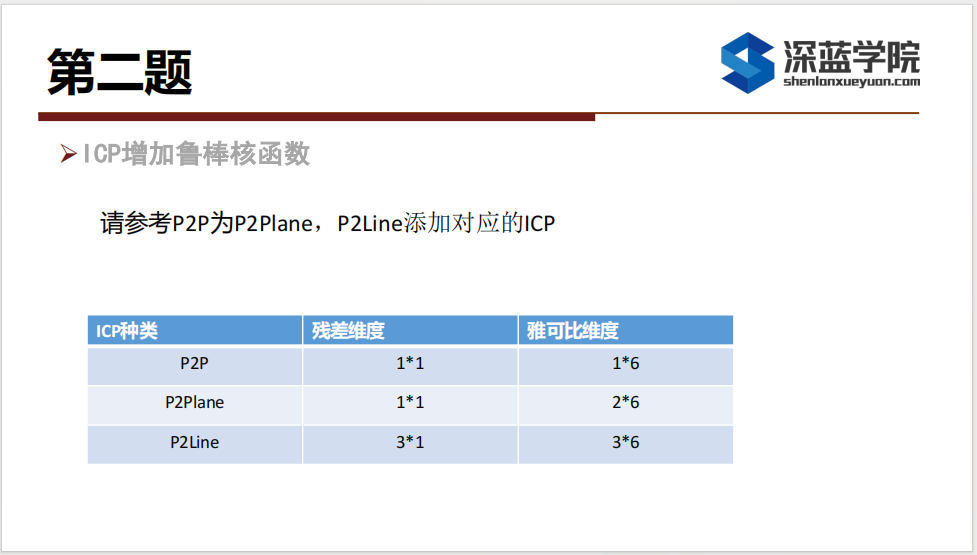 第二题
深蓝学院
shenlanxueyuan.com
ICP增加鲁棒核函数
请参考P2P为P2Plane，P2Line添加对应的ICP
ICP种类 残差维度 雅可比维度
P2P 1*1 1*6
P2Plane 1*1 2*6
P2Line 3*1 3*6